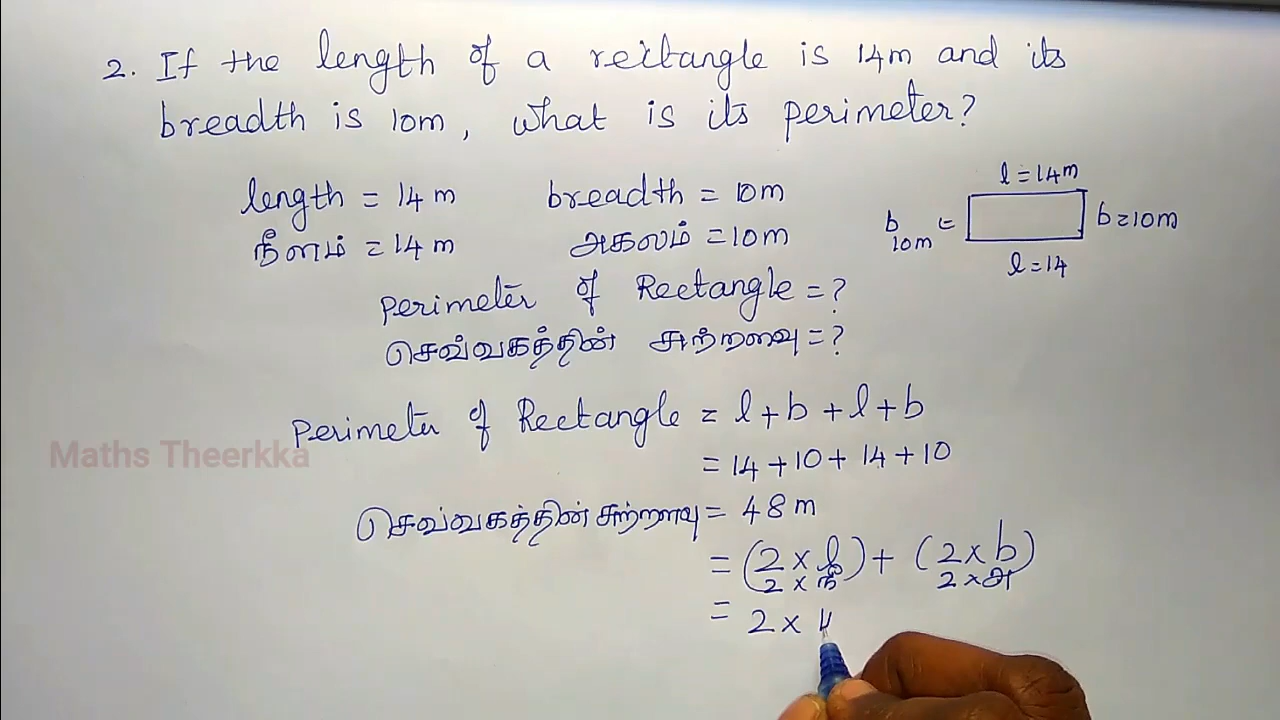 2. If the length of a rectangle is 14m and its
breadth is 10m, what is its perimeter?
length = 14 m breadth = 10m
நீளம் = 14 m அகலம் = 10m
l = 14m
b = 10m
b = 10m
l = 14
Perimeter of Rectangle = ?
செவ்வகத்தின் சுற்றளவு = ?
Perimeter of Rectangle = l + b + l + b
Maths Theerkka
= 14 + 10 + 14 + 10
செவ்வகத்தின் சுற்றளவு = 48 m
= (2 x l) + (2 x b)
2 x நீ 2 x அ
= 2 x